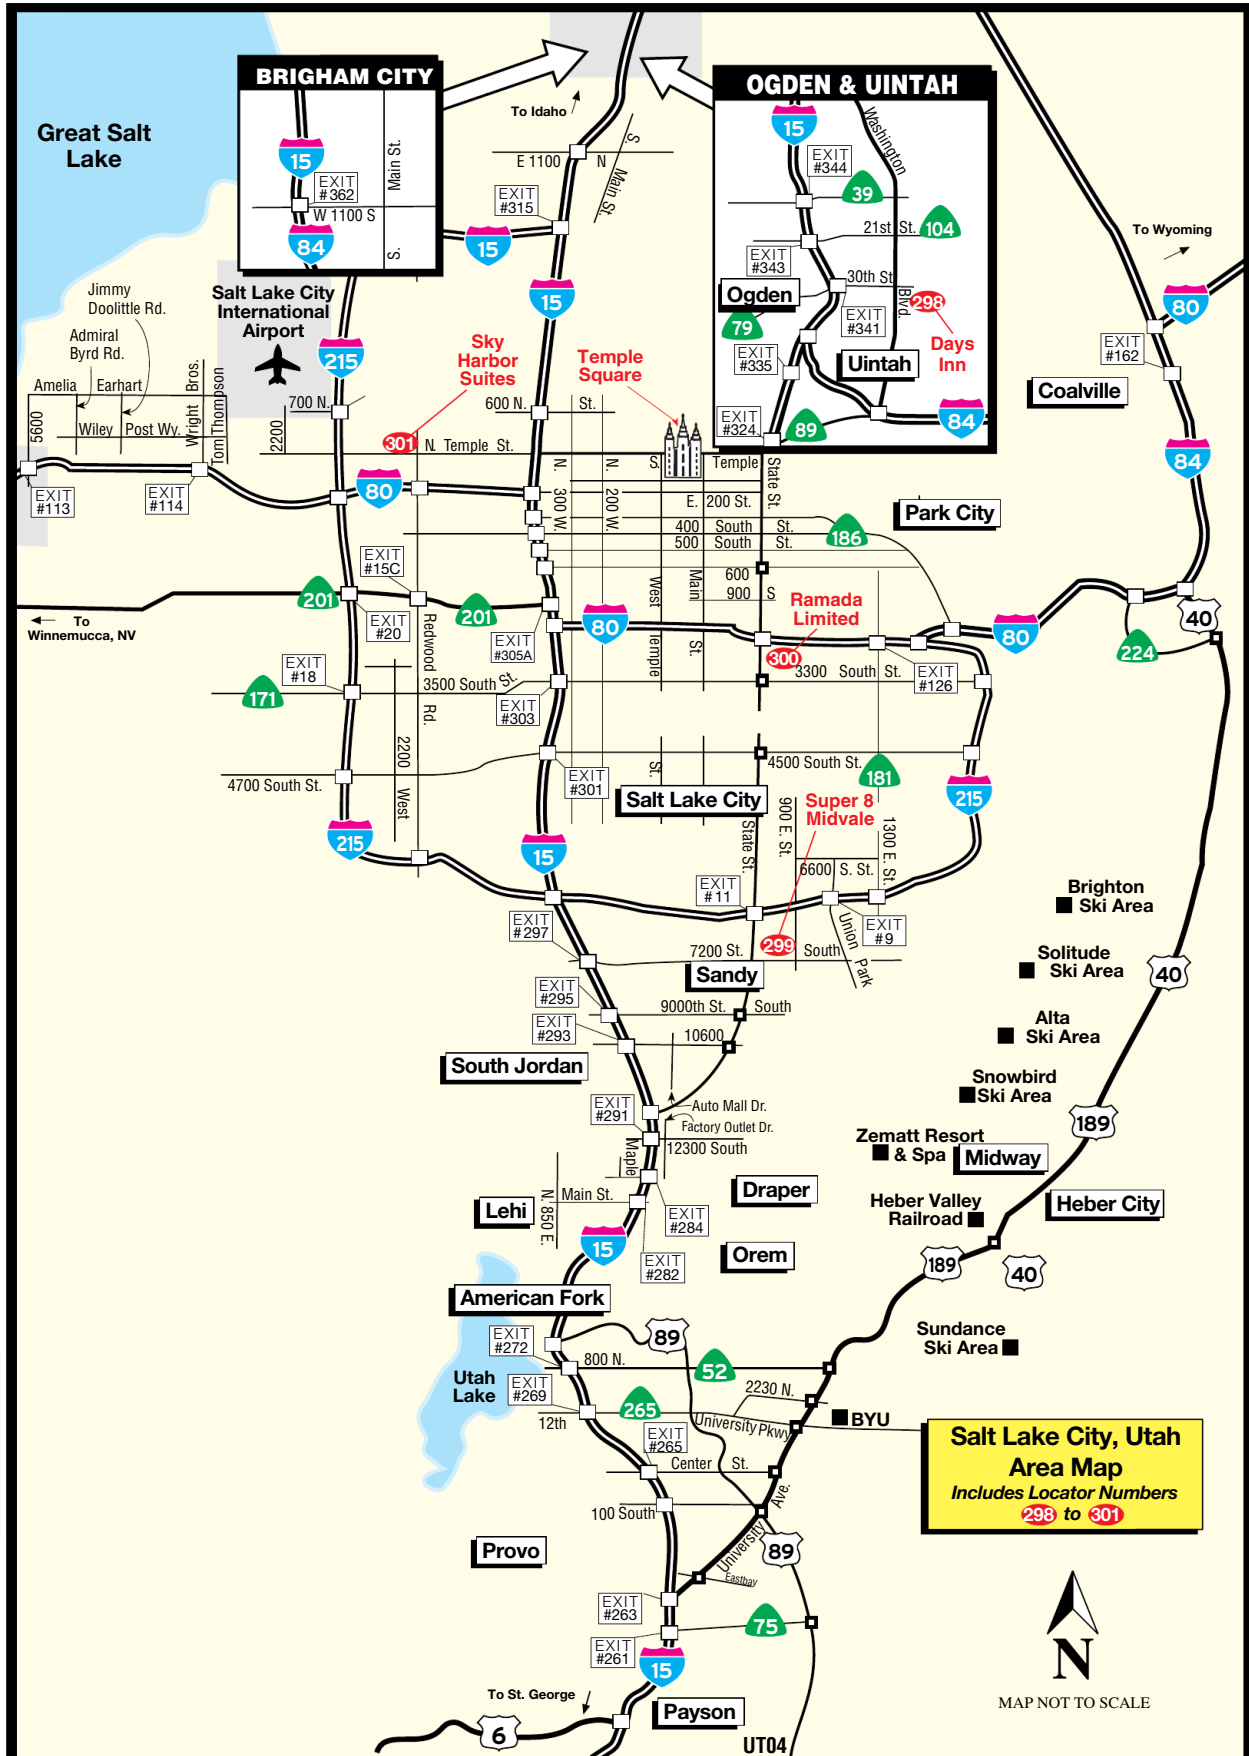 BRIGHAM CITY
15
EXIT
#362
W 1100 S
84
Main St.
S.
Great Salt
Lake
To Idaho
E 1100
N
S.
Main St.
EXIT
#315
15
15
OGDEN & UINTAH
15
Washington
Blvd.
EXIT
#344
39
21st St.
104
EXIT
#343
30th St.
Ogden
298
79
EXIT
#341
Days
Inn
EXIT
#335
Uintah
EXIT
#324
89
84
To Wyoming
80
EXIT
#162
Coalville
84
Jimmy
Doolittle Rd.
Admiral
Byrd Rd.
Salt Lake City
International
Airport
215
Amelia
Earhart
Wiley
Post Wy.
Wright Bros.
Tom Thompson
5600
700 N.
2200
Sky
Harbor
Suites
301
N. Temple St.
Temple
Square
600 N.
St.
S.
Temple
State St.
EXIT
#113
EXIT
#114
80
N.
300 W.
N.
200 W.
E. 200 St.
400 South St.
500 South St.
186
Park City
600
900 S
EXIT
#15C
201
201
EXIT
#20
Redwood
Rd.
EXIT
#305A
80
West
Temple
St.
Main
St.
Ramada
Limited
300
80
40
224
To
Winnemucca, NV
EXIT
#18
171
3500 South St.
EXIT
#303
3300 South St.
EXIT
#126
2200
West
4700 South St.
EXIT
#301
4500 South St.
181
215
215
15
Salt Lake City
State St.
900 E. St.
Super 8
Midvale
1300 E. St.
6600 S. St.
EXIT
#11
EXIT
#9
Union
Park
EXIT
#297
299
7200 St.
South
Sandy
Brighton
Ski Area
Solitude
Ski Area
40
Alta
Ski Area
Snowbird
Ski Area
EXIT
#295
9000th St.
South
EXIT
#293
10600
South Jordan
EXIT
#291
Auto Mall Dr.
Factory Outlet Dr.
12300 South
Maple
189
Zematt Resort
& Spa
Midway
Heber Valley
Railroad
Heber City
Draper
Lehi
N. 850 E.
Main St.
EXIT
#284
15
EXIT
#282
Orem
189
40
American Fork
EXIT
#272
89
Sundance
Ski Area
800 N.
52
Utah
Lake
EXIT
#269
265
2230 N.
12th
University Pkwy.
BYU
EXIT
#265
Center St.
100 South
University
Ave.
Salt Lake City, Utah
Area Map
Includes Locator Numbers
298 to 301
Provo
89
Eastbay
EXIT
#263
75
EXIT
#261
15
To St. George
Payson
6
UT04
N
MAP NOT TO SCALE